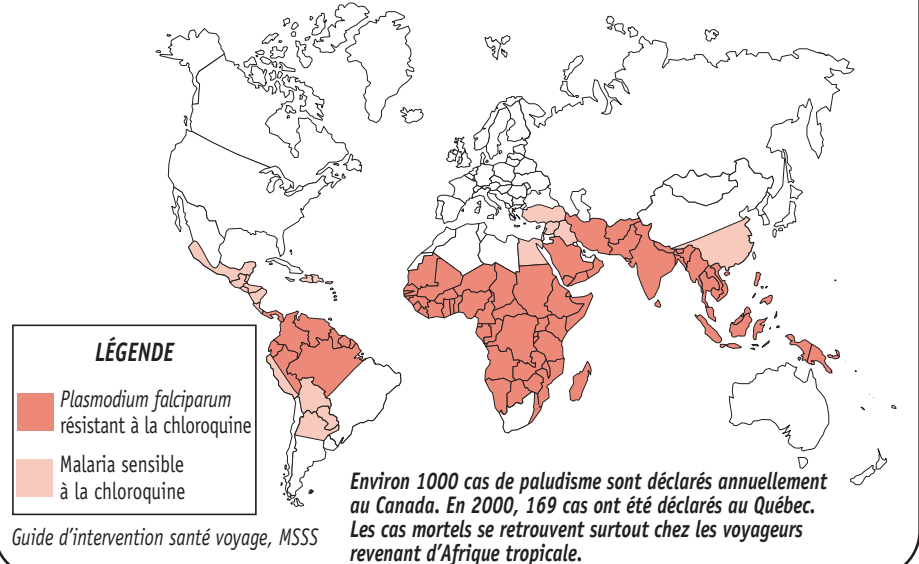 LÉGENDE
Plasmodium falciparum
résistant à la chloroquine
Malaria sensible
à la chloroquine
Environ 1000 cas de paludisme sont déclarés annuellement
au Canada. En 2000, 169 cas ont été déclarés au Québec.
Les cas mortels se retrouvent surtout chez les voyageurs
revenant d'Afrique tropicale.
Guide d'intervention santé voyage, MSSS